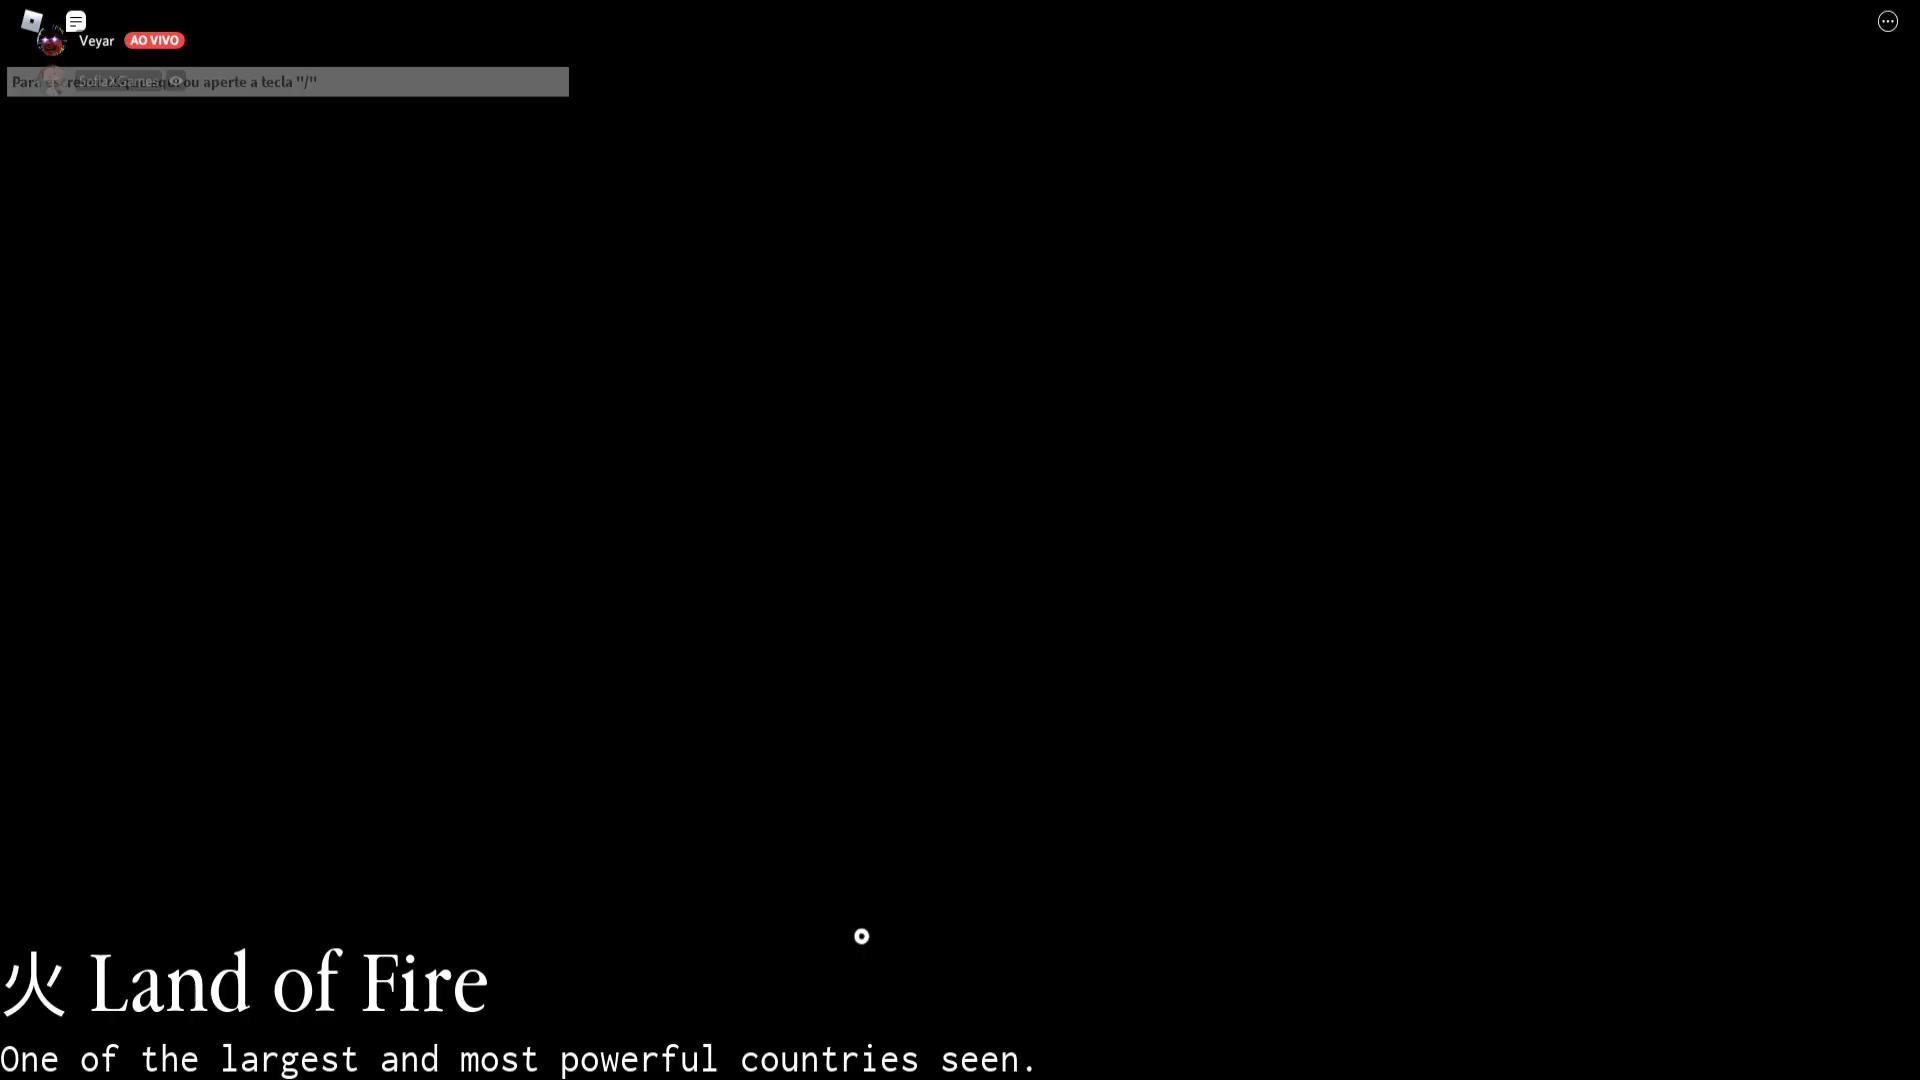 Veyar AO VIVO
ou aperte a tecla "/"
火 Land of Fire
One of the largest and most powerful countries seen.